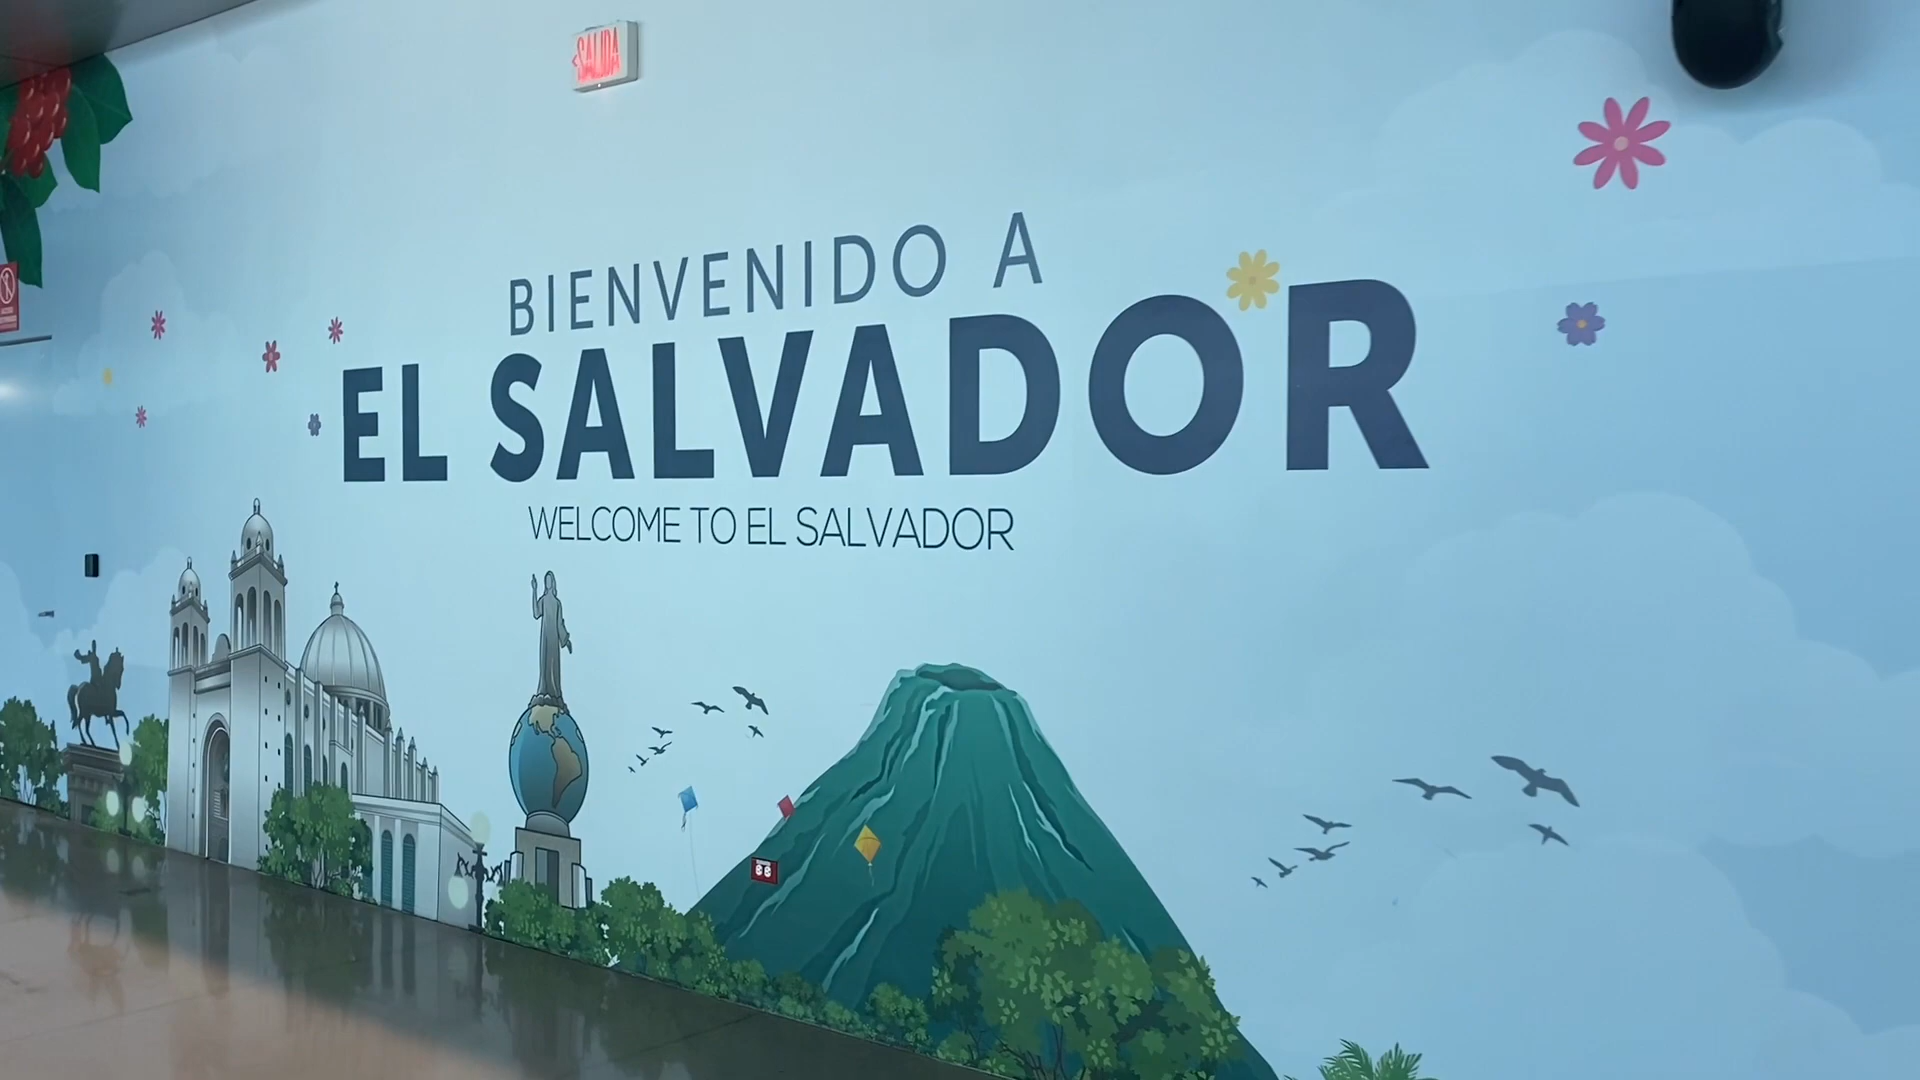 SALIDA
BIENVENIDO A
EL SALVADOR
WELCOME TO EL SALVADOR